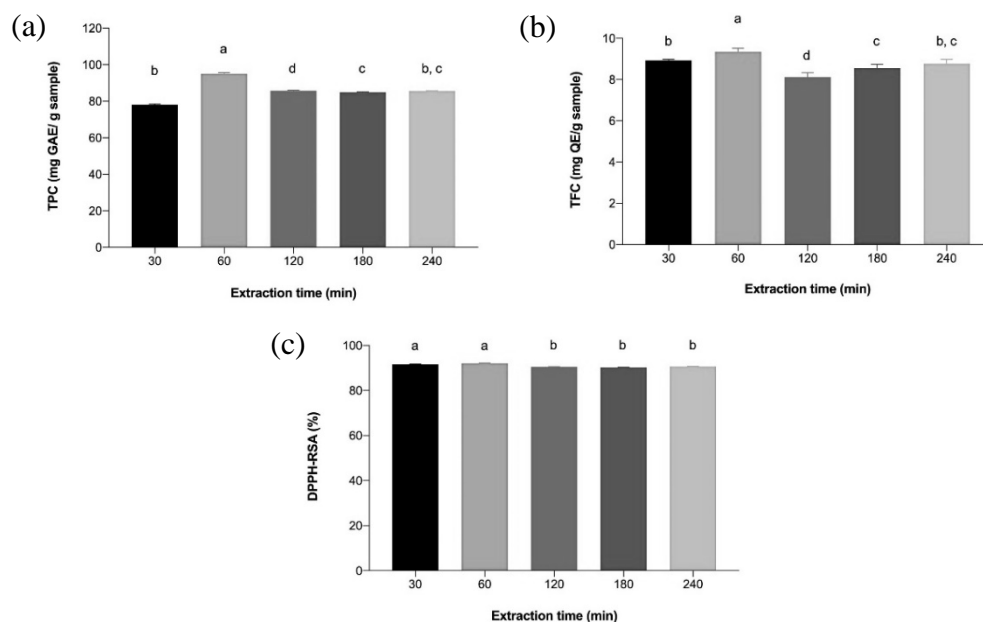 (a)
TPC (mg GAE/ g sample)
120
100
80
60
40
20
0
b
a
d
c
b, c
30 60 120 180 240
Extraction time (min)
(b)
TFC (mg QE/g sample)
10
8
6
4
2
0
b
a
d
c
b, c
30 60 120 180 240
Extraction time (min)
(c)
DPPH-RSA (%)
100
80
60
40
20
0
a a b b b
30 60 120 180 240
Extraction time (min)